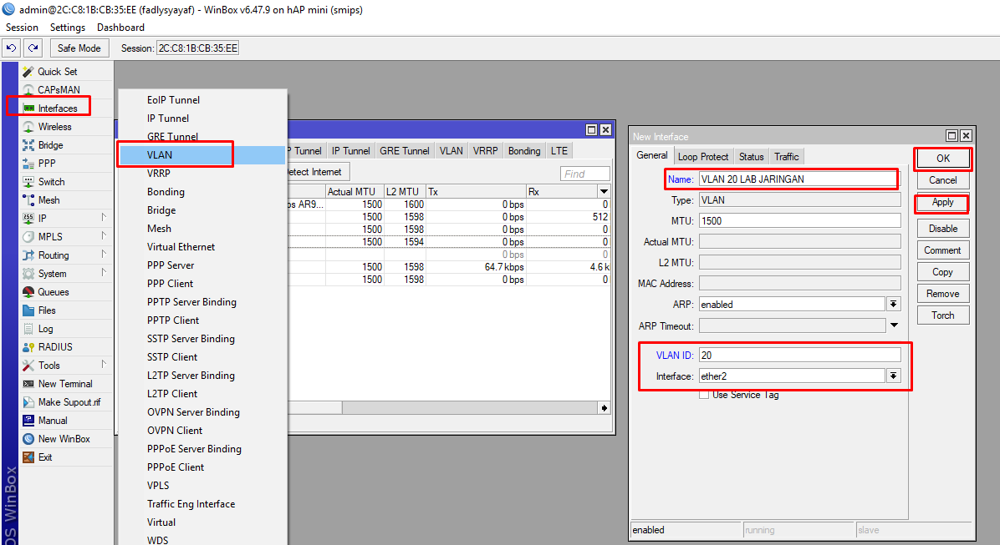 admin@2C:C8:1B:CB:35:EE (fadlysyayaf) - WinBox v6.47.9 on hAP mini (smips)
Session Settings Dashboard
Safe Mode Session: 2C:C8:1B:CB:35:EE
Quick Set
CAPsMAN
Interfaces
Wireless
Bridge
PPP
Switch
Mesh
IP
MPLS
Routing
System
Queues
Files
Log
RADIUS
Tools
New Terminal
Make Supout.rif
Manual
New WinBox
Exit
OS WinBox
EoIP Tunnel
IP Tunnel
GRE Tunnel
VLAN
VRRP
Bonding
Bridge
Mesh
Virtual Ethernet
PPP Server
PPP Client
PPTP Server Binding
PPTP Client
SSTP Server Binding
SSTP Client
L2TP Server Binding
L2TP Client
OVPN Server Binding
OVPN Client
PPPoE Server Binding
PPPoE Client
VPLS
Traffic Eng Interface
Virtual
WDS
P Tunnel IP Tunnel GRE Tunnel VLAN VRRP Bonding LTE
Detect Internet Find
Actual MTU L2 MTU Tx Rx
os AR9... 1500 1600 0 bps 0
1500 1598 0 bps 512
1500 1598 0 bps 0
1500 1594 0 bps 0
0 bps 0
1500 1598 64.7 kbps 4.6 k
1500 1598 0 bps 0
New Interface
General Loop Protect Status Traffic
Name: VLAN 20 LAB JARINGAN
Type: VLAN
MTU: 1500
Actual MTU:
L2 MTU:
MAC Address:
ARP: enabled
ARP Timeout:
VLAN ID: 20
Interface: ether2
Use Service Tag
OK
Cancel
Apply
Disable
Comment
Copy
Remove
Torch
enabled running slave